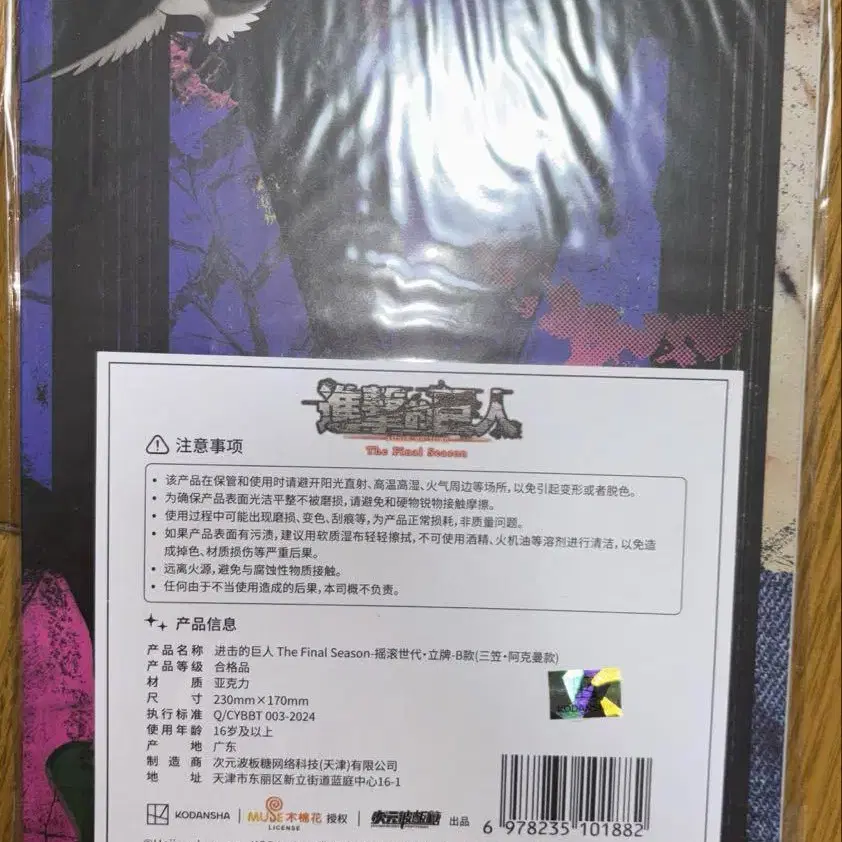 進撃の巨人
The Final Season
注意事项
• 该产品在保管和使用时请避开阳光直射、高温高湿、火气周边等场所，以免引起变形或者脱色。
• 为确保产品表面光洁平整不被磨损，请避免和硬物锐物接触摩擦。
• 使用过程中可能出现磨损、变色、刮痕等，为产品正常损耗，非质量问题。
• 如果产品表面有污渍，建议用软质湿布轻轻擦拭，不可使用酒精、火机油等溶剂进行清洁，以免造
成掉色、材质损伤等严重后果。
• 远离火源，避免与腐蚀性物质接触。
• 任何由于不当使用造成的后果，本司概不负责。
产品信息
产品名称 进击的巨人 The Final Season-摇滚世代·立牌-B款(三笠·阿克曼款)
产品等级 合格品
材 质 亚克力
尺 寸 230mm×170mm
执行标准 Q/CYBBT 003-2024
使用年龄 16岁及以上
产 地 广东
制造商 次元波板糖网络科技(天津)有限公司
地 址 天津市东丽区新立街道蓝庭中心16-1
KODANSHA
KODANSHA | MUSE木棉花 LICENSE 授权 | 次元波板糖 出品
6 978235 101882